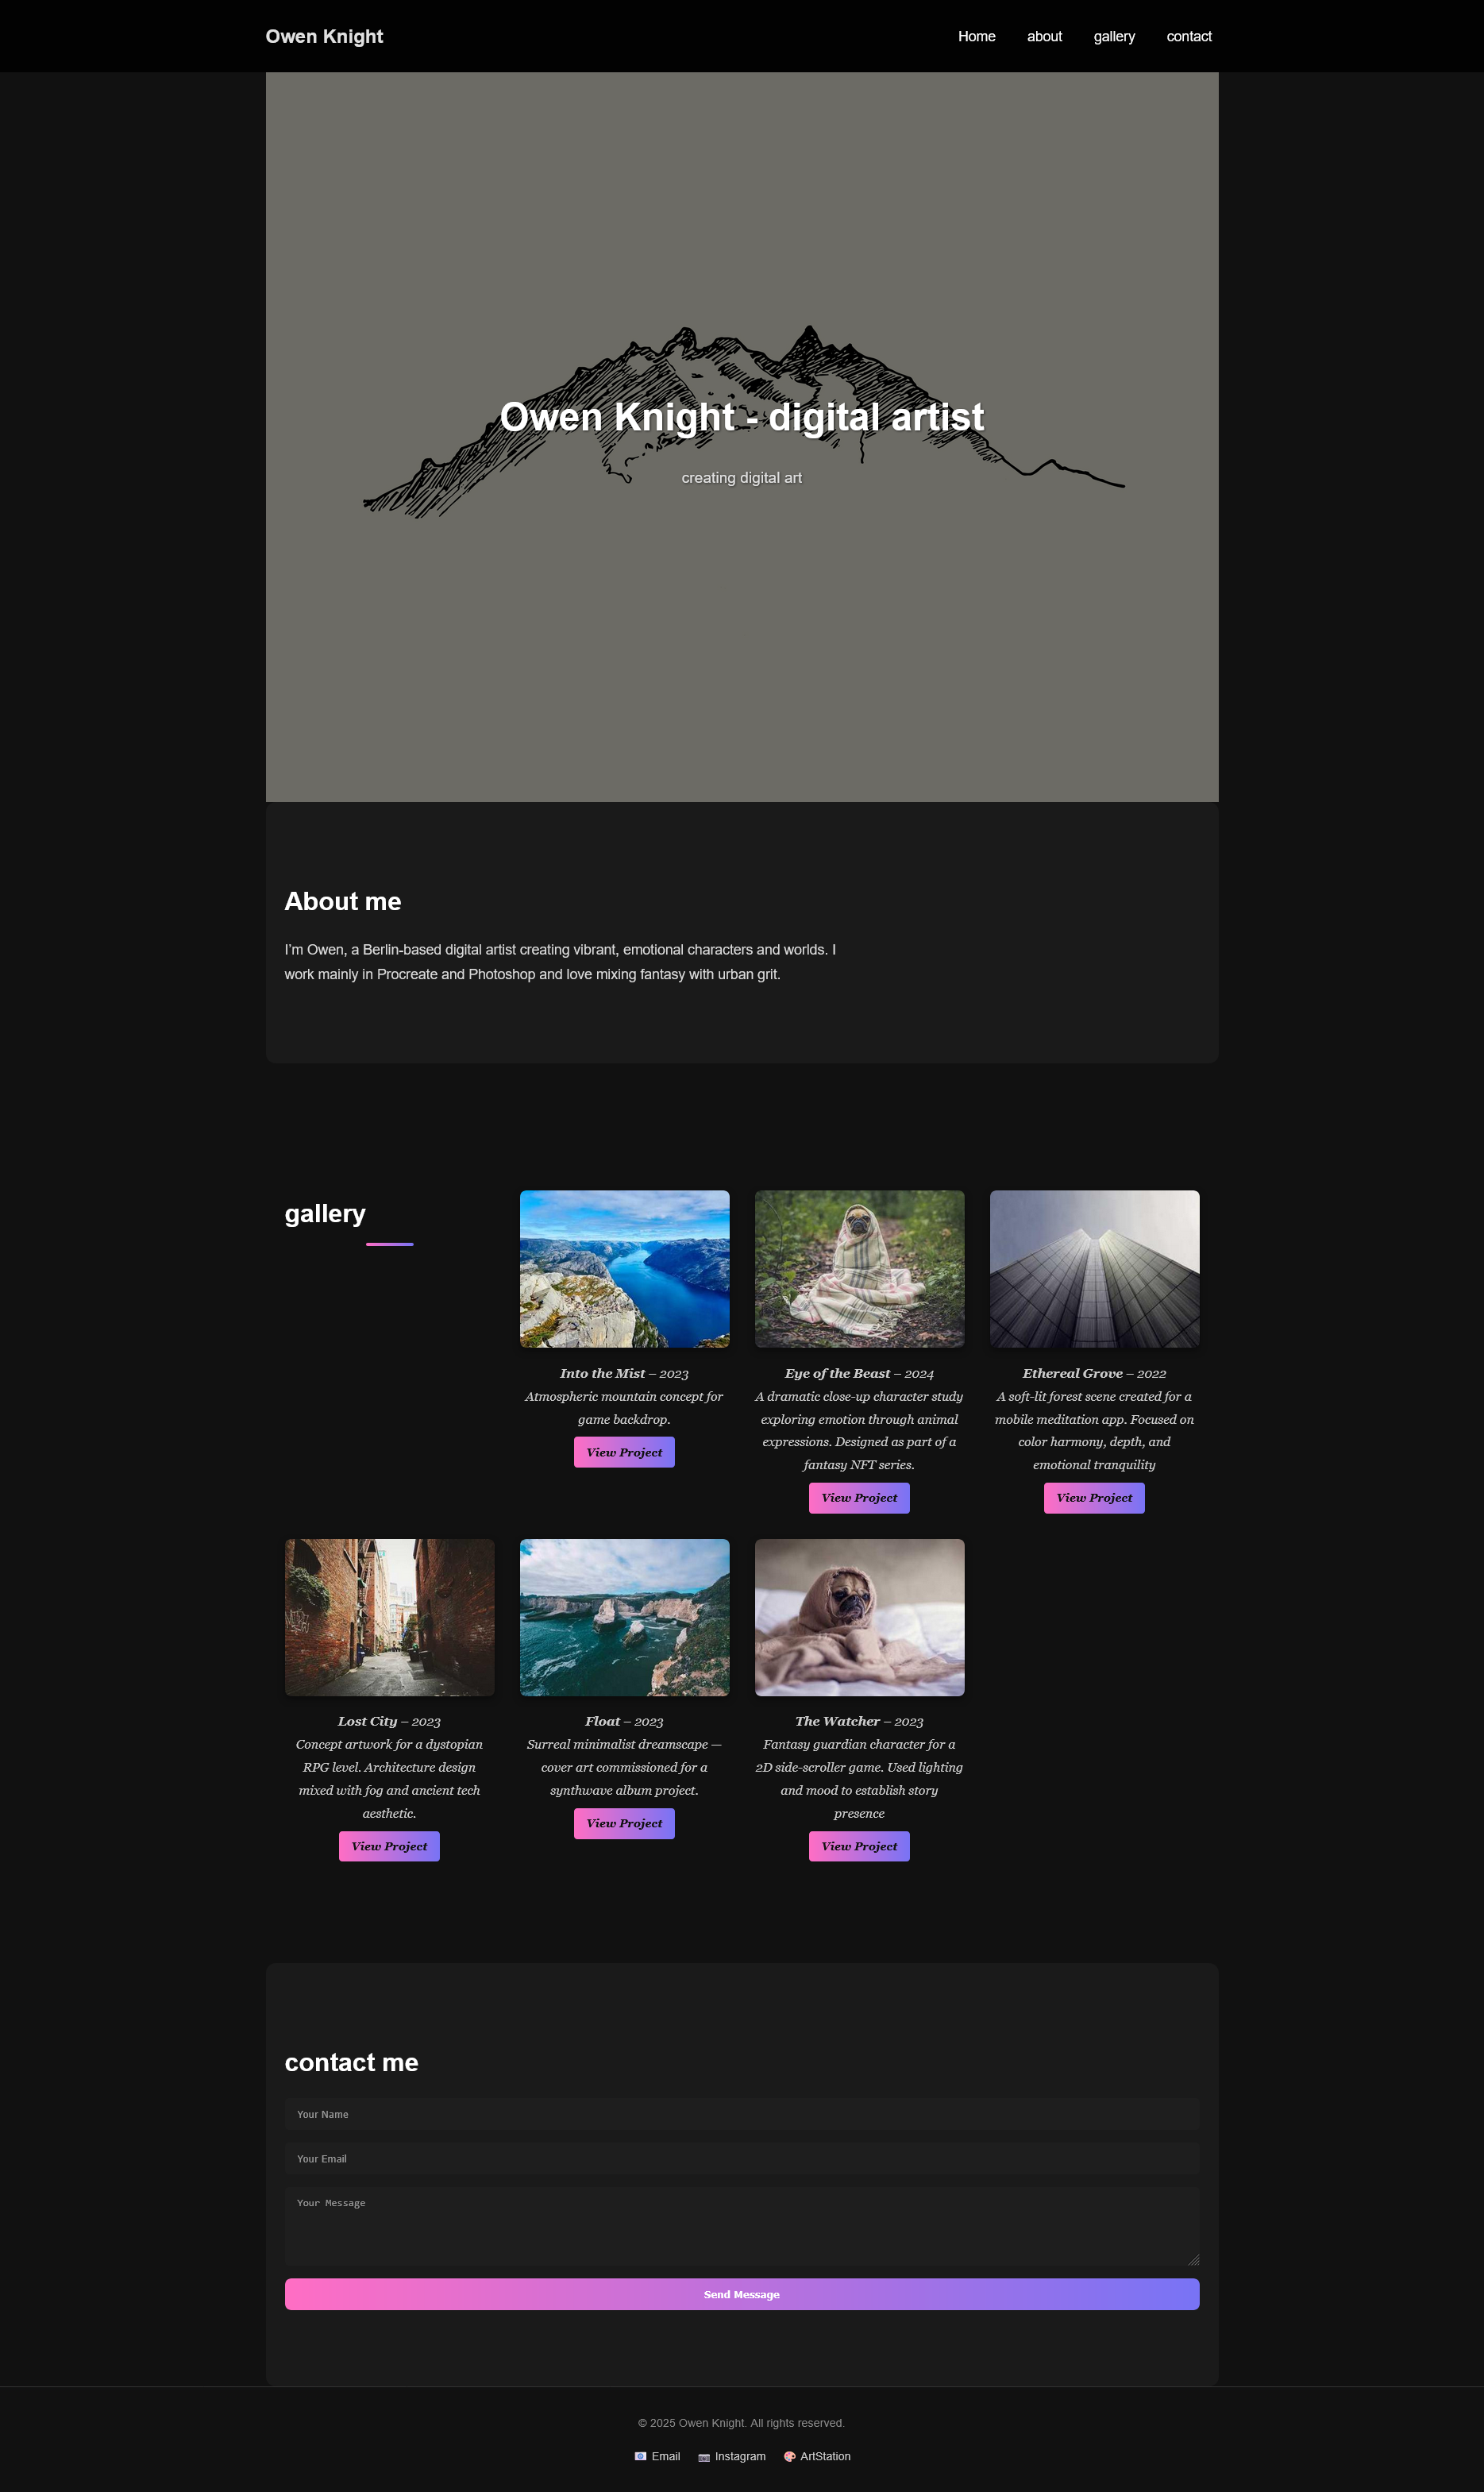 Owen Knight
Home about gallery contact
Owen Knight - digital artist
creating digital art
About me
I'm Owen, a Berlin-based digital artist creating vibrant, emotional characters and worlds. I
work mainly in Procreate and Photoshop and love mixing fantasy with urban grit.
gallery
Into the Mist – 2023
Atmospheric mountain concept for
game backdrop.
View Project
Eye of the Beast – 2024
A dramatic close-up character study
exploring emotion through animal
expressions. Designed as part of a
fantasy NFT series.
View Project
Ethereal Grove – 2022
A soft-lit forest scene created for a
mobile meditation app. Focused on
color harmony, depth, and
emotional tranquility
View Project
Lost City – 2023
Concept artwork for a dystopian
RPG level. Architecture design
mixed with fog and ancient tech
aesthetic.
View Project
Float – 2023
Surreal minimalist dreamscape —
cover art commissioned for a
synthwave album project.
View Project
The Watcher – 2023
Fantasy guardian character for a
2D side-scroller game. Used lighting
and mood to establish story
presence
View Project
contact me
Your Name
Your Email
Your Message
Send Message
© 2025 Owen Knight. All rights reserved.
Email Instagram ArtStation